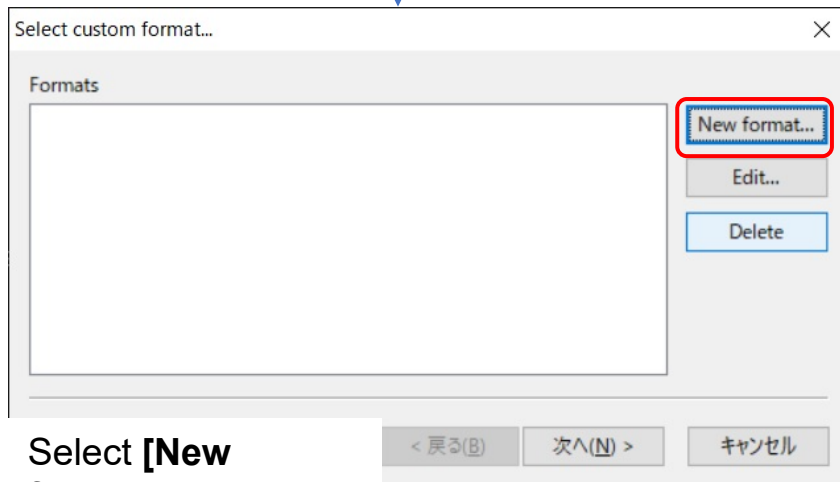 Select custom format...
Formats
New format...
Edit...
Delete
< 戻る(B)
次へ(N) >
キャンセル
Select [New